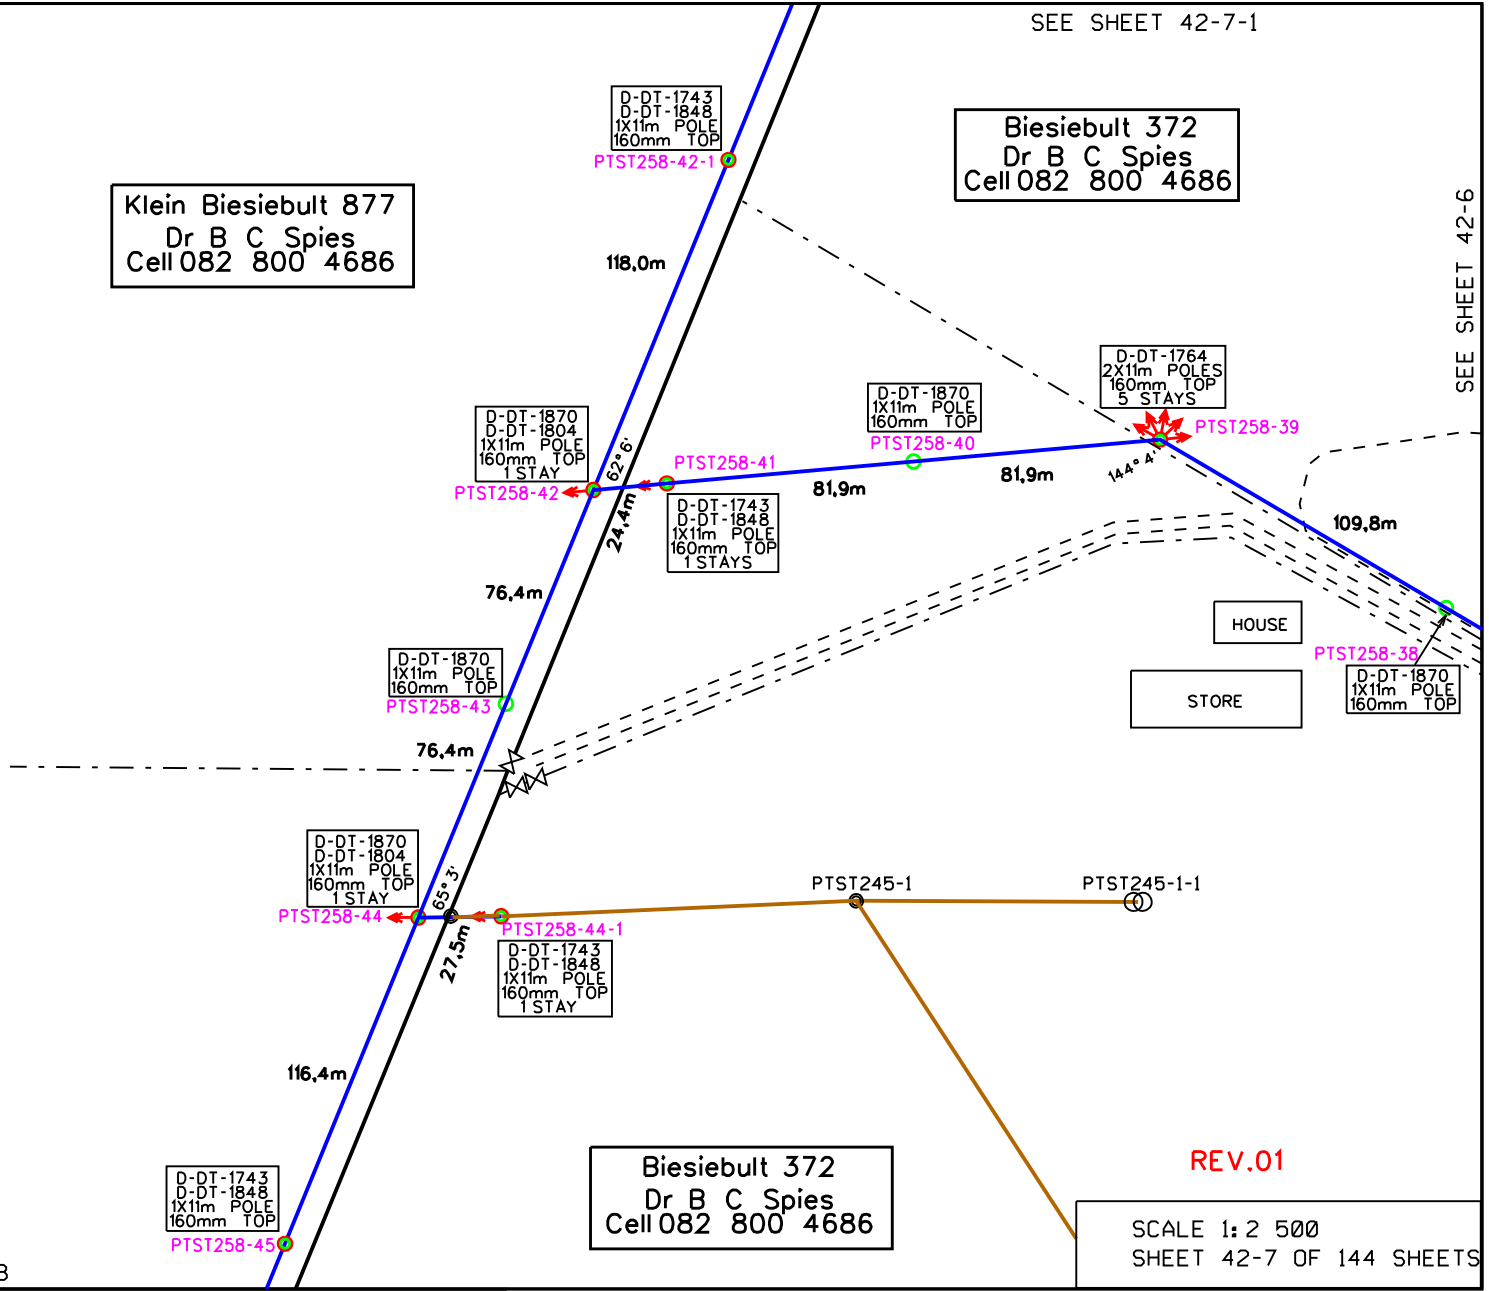 SEE SHEET 42-7-1
D-DT-1743
D-DT-1848
1X11m POLE
160mm TOP
PTST258-42-1
Biesiebult 372
Dr B C Spies
Cell 082 800 4686
Klein Biesiebult 877
Dr B C Spies
Cell 082 800 4686
SEE SHEET 42-6
118,0m
D-DT-1764
2X11m POLES
160mm TOP
5 STAYS
PTST258-39
D-DT-1870
1X11m POLE
160mm TOP
PTST258-40
D-DT-1870
D-DT-1804
1X11m POLE
160mm TOP
1 STAY
PTST258-42
62° 6'
PTST258-41
144° 4'
81,9m
81,9m
24,4m
D-DT-1743
D-DT-1848
1X11m POLE
160mm TOP
1 STAYS
109,8m
76,4m
HOUSE
PTST258-38
D-DT-1870
1X11m POLE
160mm TOP
STORE
D-DT-1870
1X11m POLE
160mm TOP
PTST258-43
76,4m
D-DT-1870
D-DT-1804
1X11m POLE
160mm TOP
1 STAY
PTST258-44
65° 3'
PTST245-1
PTST245-1-1
PTST258-44-1
27,5m
D-DT-1743
D-DT-1848
1X11m POLE
160mm TOP
1 STAY
116,4m
D-DT-1743
D-DT-1848
1X11m POLE
160mm TOP
PTST258-45
Biesiebult 372
Dr B C Spies
Cell 082 800 4686
REV.01
SCALE 1:2 500
SHEET 42-7 OF 144 SHEETS